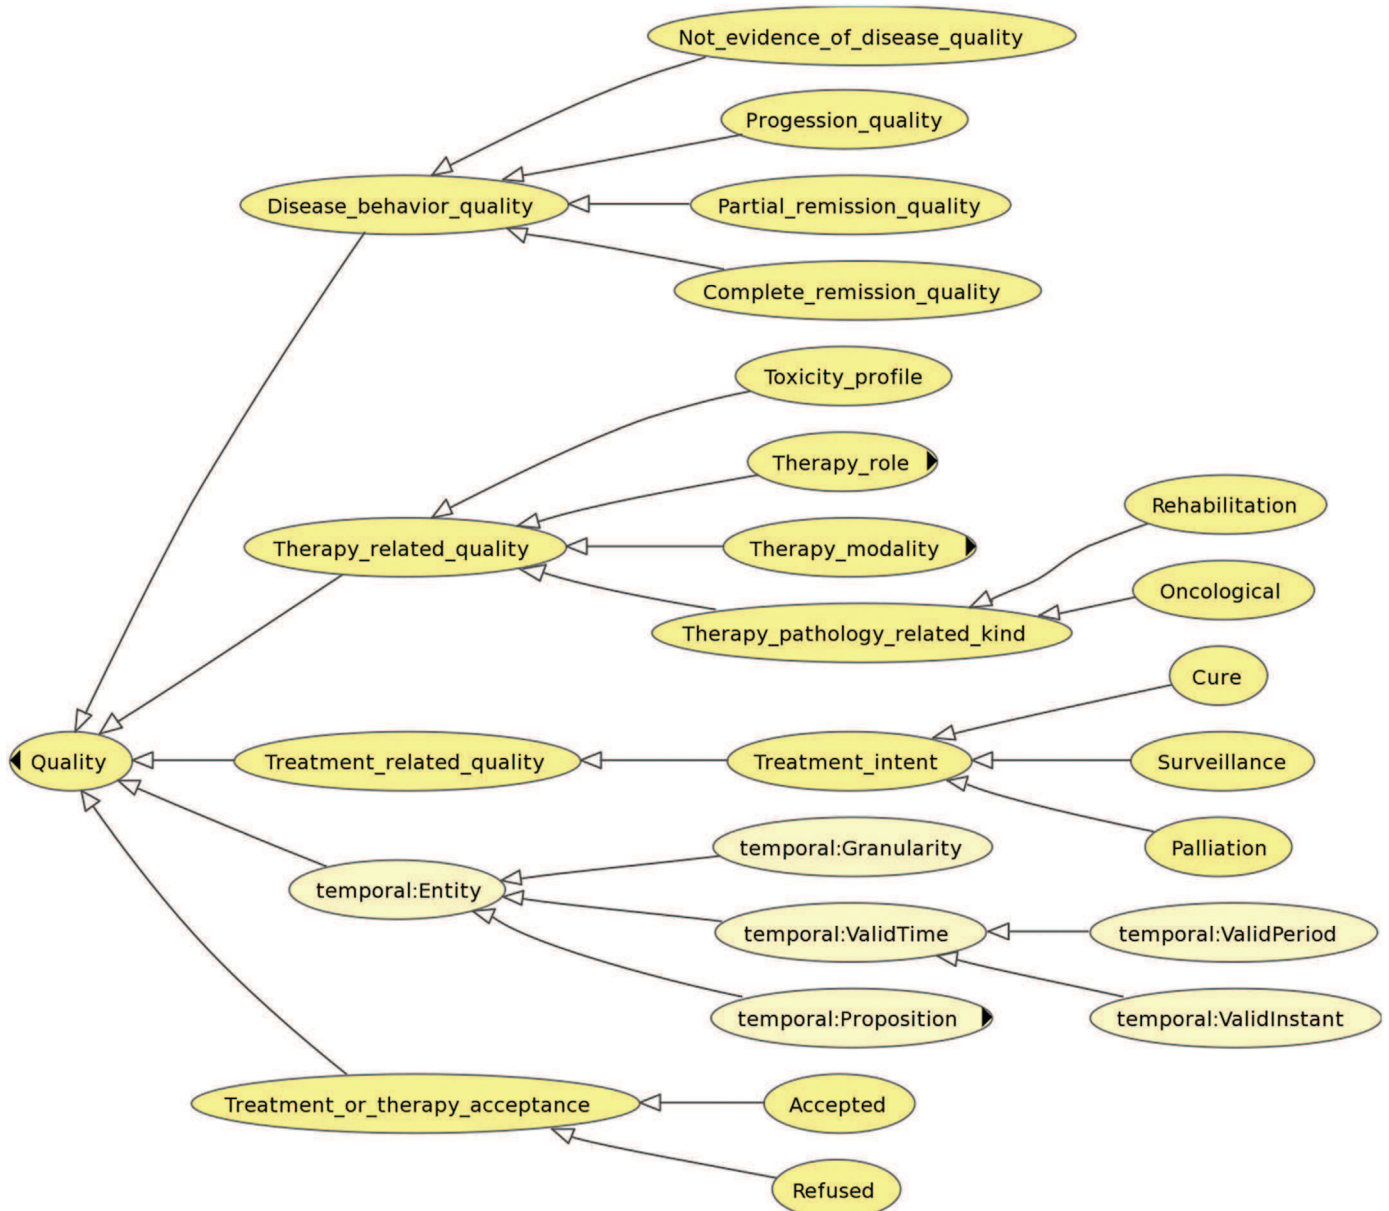 Not_evidence_of_disease_quality
Progession_quality
Disease_behavior_quality
Partial_remission_quality
Complete_remission_quality
Toxicity_profile
Therapy_role
Rehabilitation
Therapy_related_quality
Therapy_modality
Oncological
Therapy_pathology_related_kind
Cure
Quality
Treatment_related_quality
Treatment_intent
Surveillance
temporal:Granularity
Palliation
temporal:Entity
temporal:ValidTime
temporal:ValidPeriod
temporal:Proposition
temporal:ValidInstant
Treatment_or_therapy_acceptance
Accepted
Refused